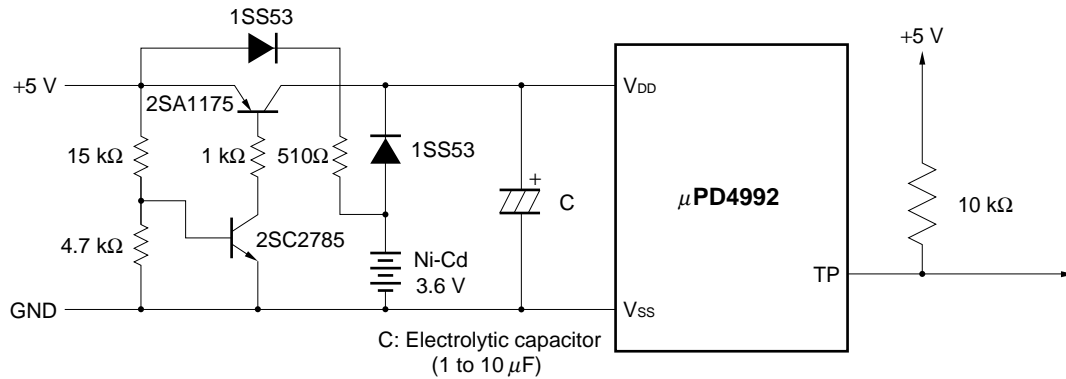 1SS53
+5 V
+5 V
2SA1175
VDD
15 kΩ
1 kΩ
510Ω
1SS53
+
C
μPD4992
10 kΩ
4.7 kΩ
2SC2785
Ni-Cd
3.6 V
TP
GND
VSS
C: Electrolytic capacitor
(1 to 10 μF)